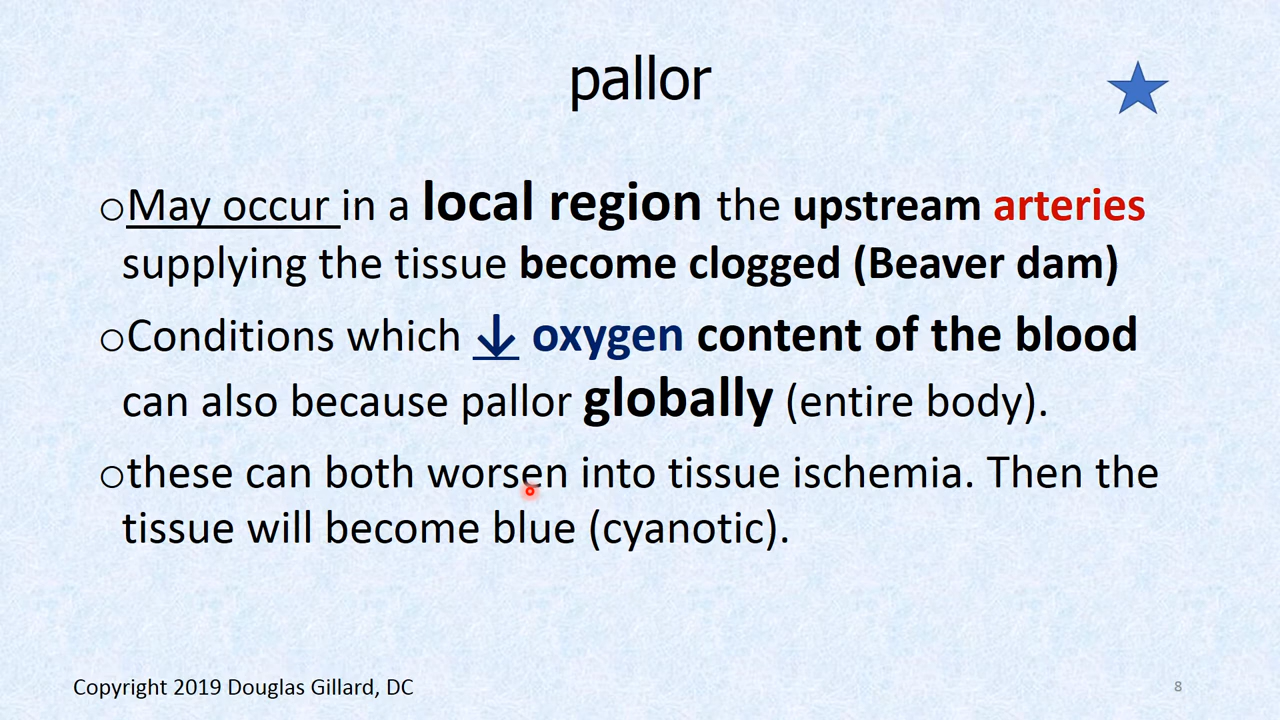 pallor
○May occur in a local region the upstream arteries
supplying the tissue become clogged (Beaver dam)
○Conditions which ↓ oxygen content of the blood
can also because pallor globally (entire body).
○these can both worsen into tissue ischemia. Then the
tissue will become blue (cyanotic).
Copyright 2019 Douglas Gillard, DC
8